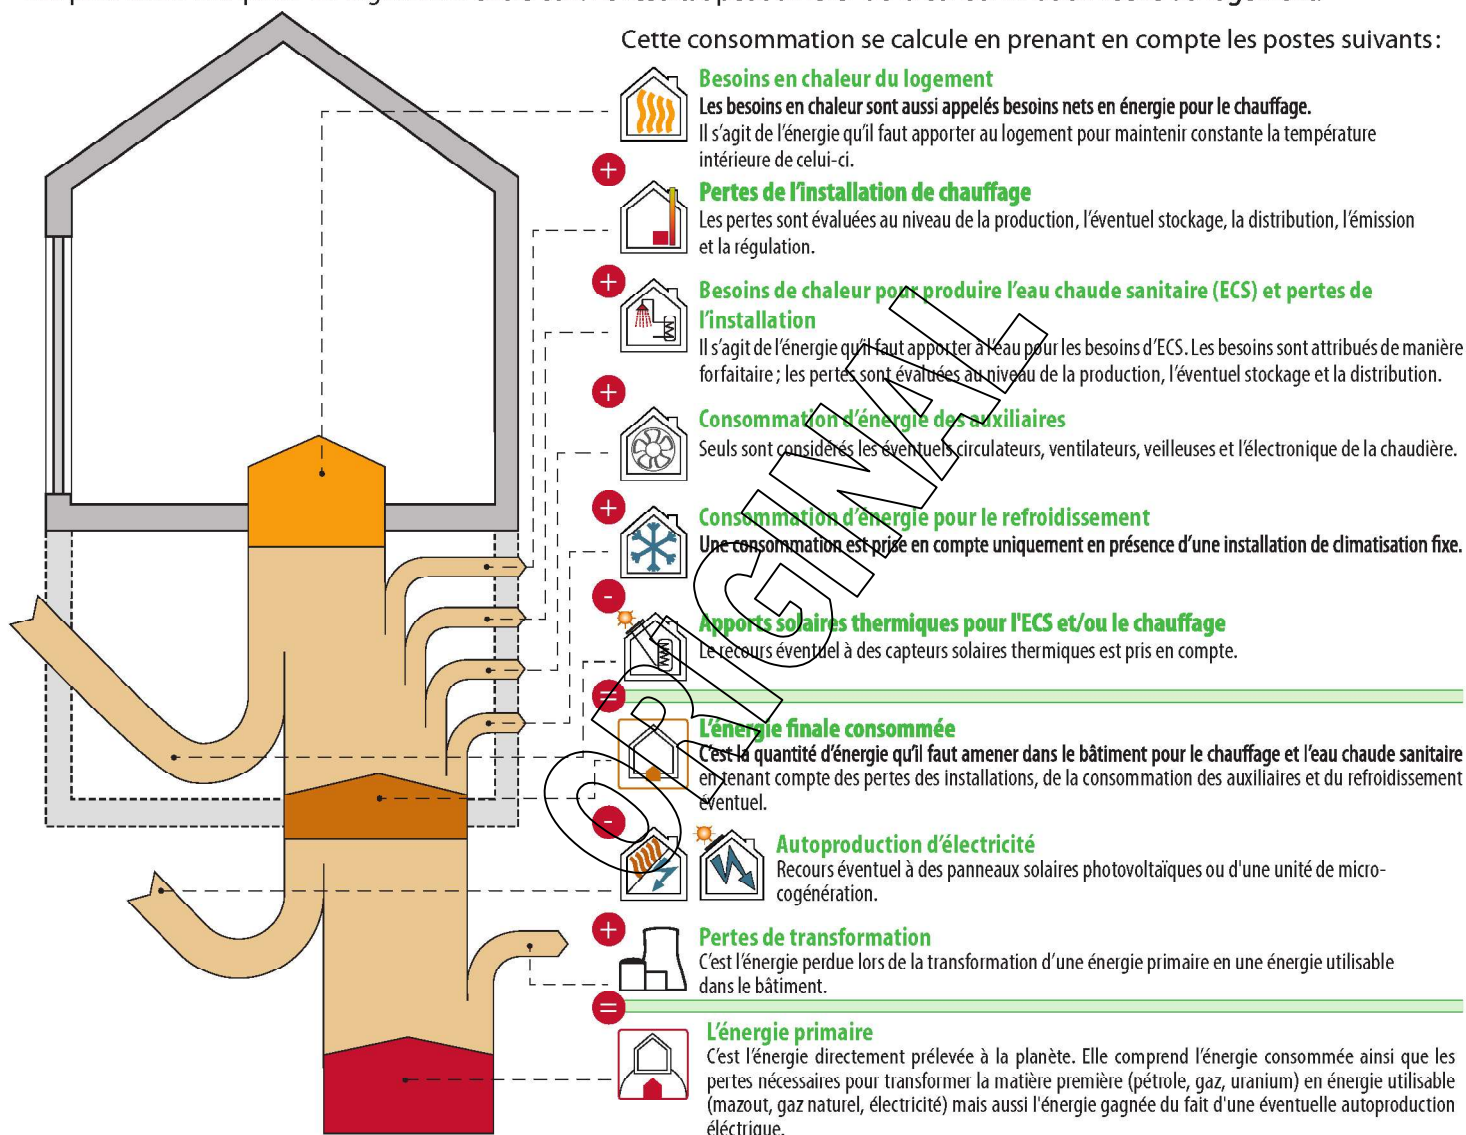 Cette consommation se calcule en prenant en compte les postes suivants :
Besoins en chaleur du logement
Les besoins en chaleur sont aussi appelés besoins nets en énergie pour le chauffage.
Il s'agit de l'énergie qu'il faut apporter au logement pour maintenir constante la température
intérieure de celui-ci.
+
Pertes de l'installation de chauffage
Les pertes sont évaluées au niveau de la production, l'éventuel stockage, la distribution, l'émission
et la régulation.
+
Besoins de chaleur pour produire l'eau chaude sanitaire (ECS) et pertes de
l'installation
Il s'agit de l'énergie qu'il faut apporter à l'eau pour les besoins d'ECS. Les besoins sont attribués de manière
forfaitaire ; les pertes sont évaluées au niveau de la production, l'éventuel stockage et la distribution.
+
Consommation d'énergie des auxiliaires
Seuls sont considérés les éventuels circulateurs, ventilateurs, veilleuses et l'électronique de la chaudière.
+
Consommation d'énergie pour le refroidissement
Une consommation est prise en compte uniquement en présence d'une installation de climatisation fixe.
-
Apports solaires thermiques pour l'ECS et/ou le chauffage
Le recours éventuel à des capteurs solaires thermiques est pris en compte.
=
L'énergie finale consommée
C'est la quantité d'énergie qu'il faut amener dans le bâtiment pour le chauffage et l'eau chaude sanitaire
en tenant compte des pertes des installations, de la consommation des auxiliaires et du refroidissement
éventuel.
-
Autoproduction d'électricité
Recours éventuel à des panneaux solaires photovoltaïques ou d'une unité de micro-
cogénération.
+
Pertes de transformation
C'est l'énergie perdue lors de la transformation d'une énergie primaire en une énergie utilisable
dans le bâtiment.
=
L'énergie primaire
C'est l'énergie directement prélevée à la planète. Elle comprend l'énergie consommée ainsi que les
pertes nécessaires pour transformer la matière première (pétrole, gaz, uranium) en énergie utilisable
(mazout, gaz naturel, électricité) mais aussi l'énergie gagnée du fait d'une éventuelle autoproduction
éléctrique.
ORIGINAL